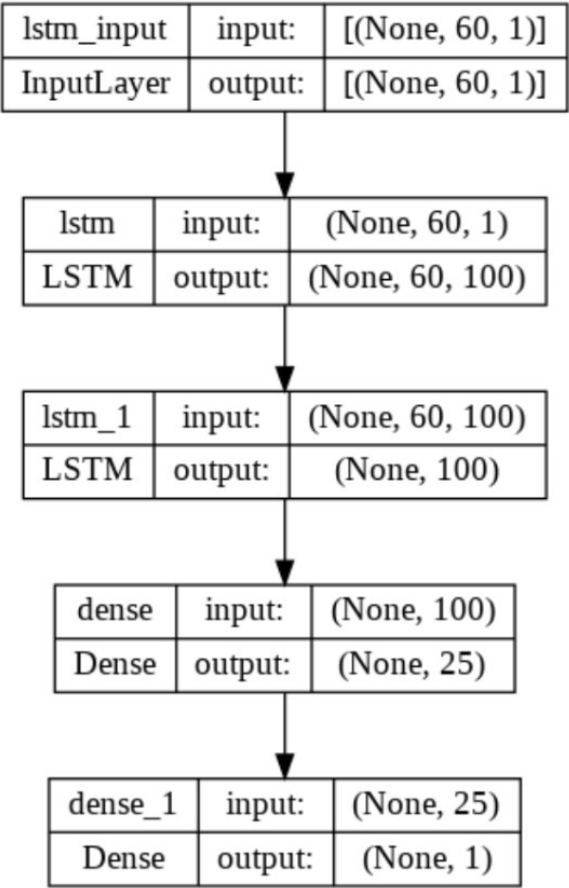 lstm_input input: [(None, 60, 1)]
InputLayer output: [(None, 60, 1)]
lstm input: (None, 60, 1)
LSTM output: (None, 60, 100)
lstm_1 input: (None, 60, 100)
LSTM output: (None, 100)
dense input: (None, 100)
Dense output: (None, 25)
dense_1 input: (None, 25)
Dense output: (None, 1)